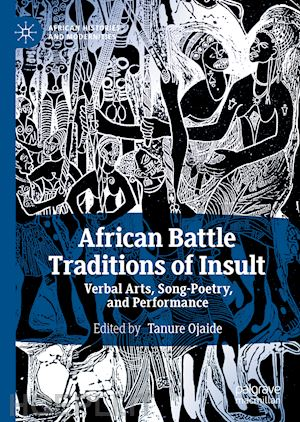 AFRICAN HISTORIES
AND MODERNITIES
African Battle
Traditions of Insult
Verbal Arts, Song-Poetry,
and Performance
Edited by Tanure Ojaide
palgrave
macmillan